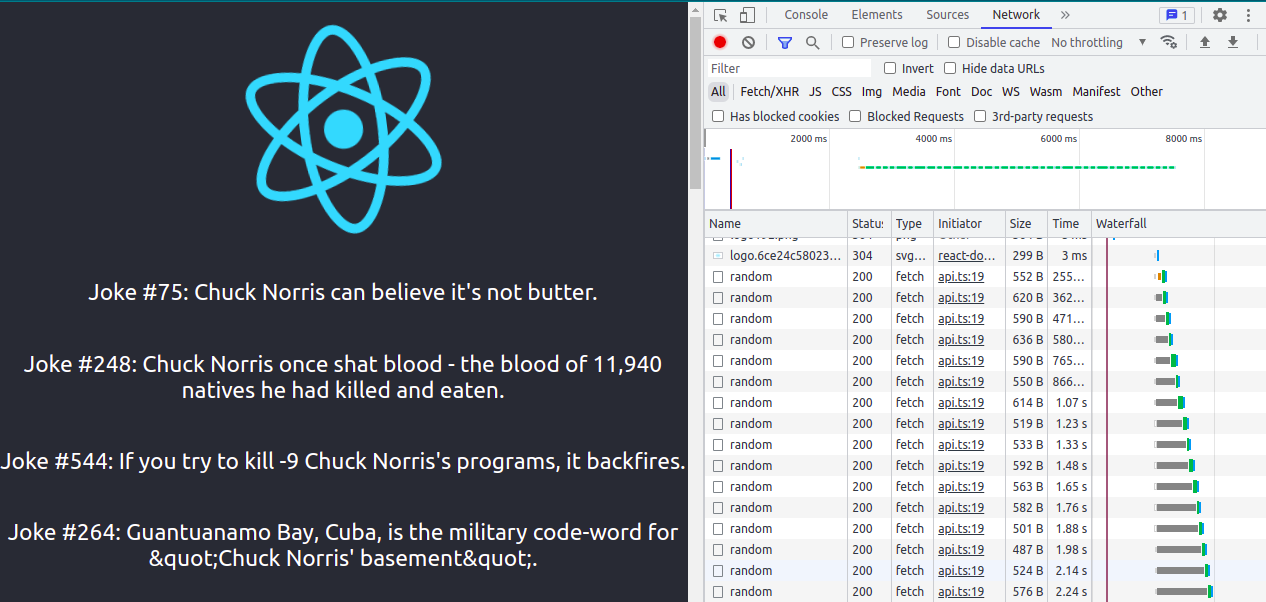 Joke #75: Chuck Norris can believe it's not butter.
Joke #248: Chuck Norris once shat blood - the blood of 11,940
natives he had killed and eaten.
Joke #544: If you try to kill -9 Chuck Norris's programs, it backfires.
Joke #264: Guantuanamo Bay, Cuba, is the military code-word for
&quot;Chuck Norris' basement&quot;.
Console Elements Sources Network 1
Preserve log Disable cache No throttling
Filter Invert Hide data URLs
All Fetch/XHR JS CSS Img Media Font Doc WS Wasm Manifest Other
Has blocked cookies Blocked Requests 3rd-party requests
2000 ms 4000 ms 6000 ms 8000 ms
Name Status Type Initiator Size Time Waterfall
logo.6ce24c58023... 304 svg... react-do... 299 B 3 ms
random 200 fetch api.ts:19 552 B 255...
random 200 fetch api.ts:19 620 B 362...
random 200 fetch api.ts:19 590 B 471...
random 200 fetch api.ts:19 636 B 580...
random 200 fetch api.ts:19 590 B 765...
random 200 fetch api.ts:19 550 B 866...
random 200 fetch api.ts:19 614 B 1.07 s
random 200 fetch api.ts:19 519 B 1.23 s
random 200 fetch api.ts:19 533 B 1.33 s
random 200 fetch api.ts:19 592 B 1.48 s
random 200 fetch api.ts:19 563 B 1.65 s
random 200 fetch api.ts:19 582 B 1.76 s
random 200 fetch api.ts:19 501 B 1.88 s
random 200 fetch api.ts:19 487 B 1.98 s
random 200 fetch api.ts:19 524 B 2.14 s
random 200 fetch api.ts:19 576 B 2.24 s